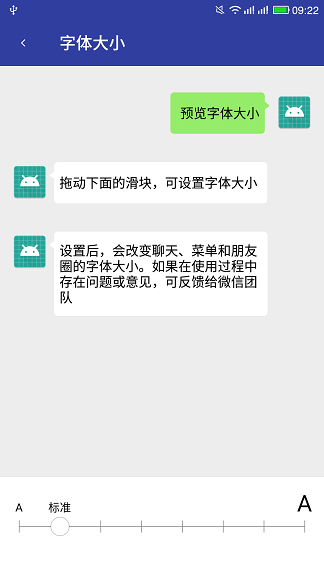 09:22
字体大小
预览字体大小
拖动下面的滑块，可设置字体大小
设置后，会改变聊天、菜单和朋友
圈的字体大小。如果在使用过程中
存在问题或意见，可反馈给微信团
队
A 标准 A